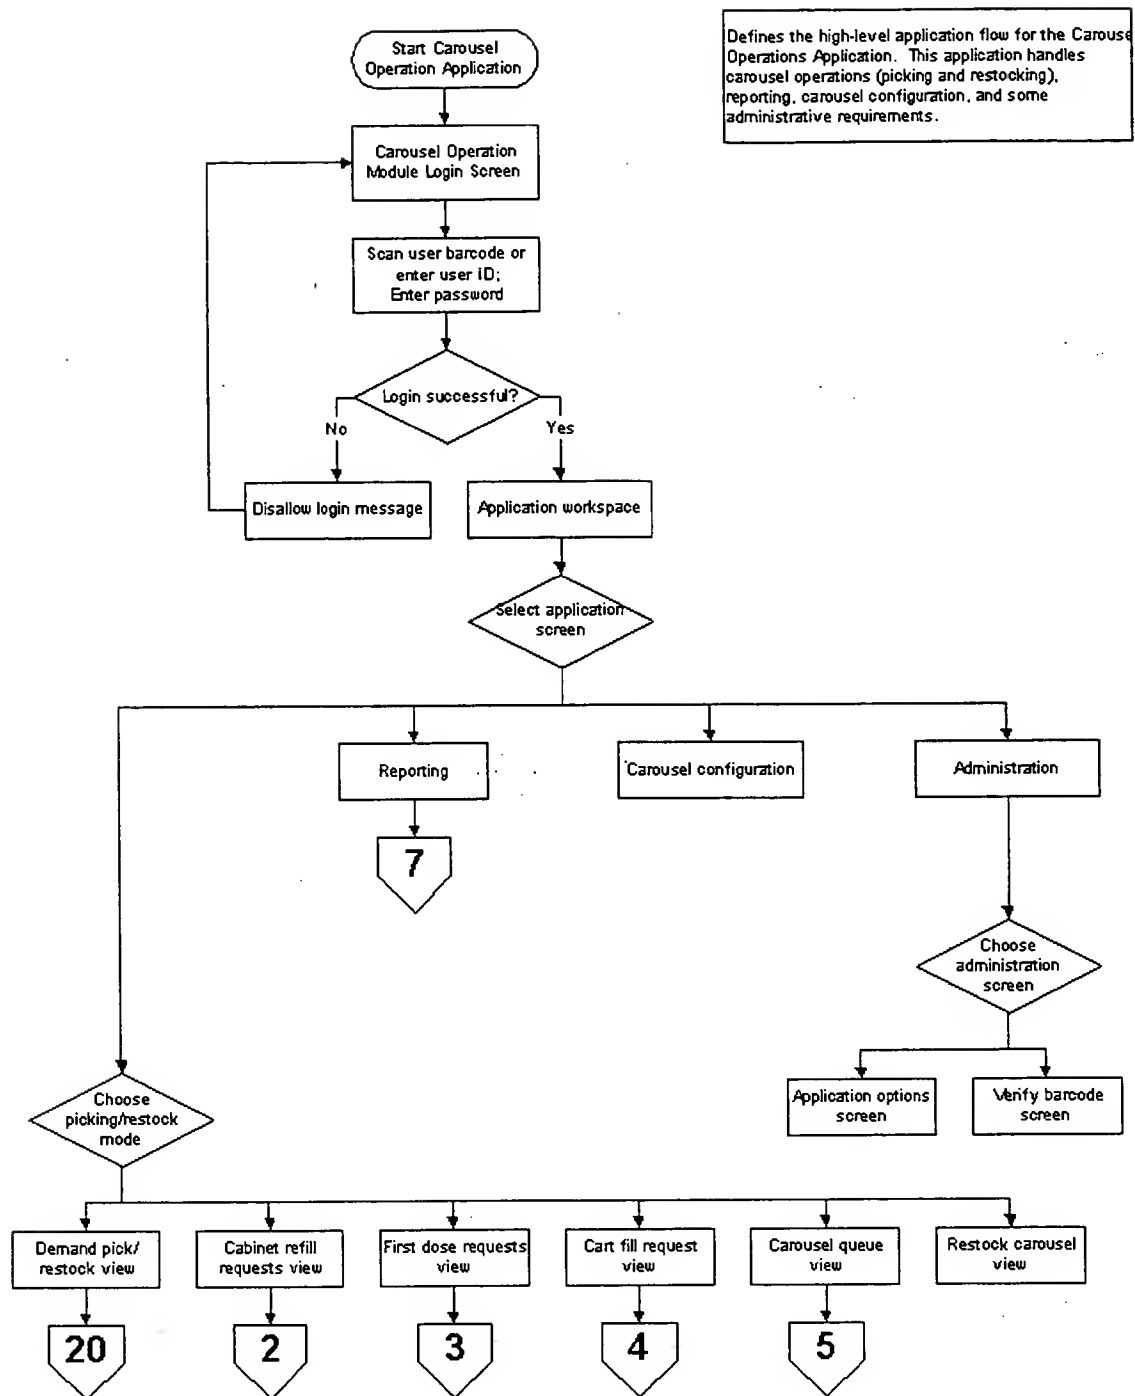 Start Carousel
Operation Application
Defines the high-level application flow for the Carouse
Operations Application. This application handles
carousel operations (picking and restocking),
reporting, carousel configuration, and some
administrative requirements.
Carousel Operation
Module Login Screen
Scan user barcode or
enter user ID;
Enter password
Login successful?
No
Yes
Disallow login message
Application workspace
Select application
screen
Reporting
Carousel configuration
Administration
7
Choose
administration
screen
Application options
screen
Verify barcode
screen
Choose
picking/restock
mode
Demand pick/
restock view
Cabinet refill
requests view
First dose requests
view
Cart fill request
view
Carousel queue
view
Restock carousel
view
20
2
3
4
5